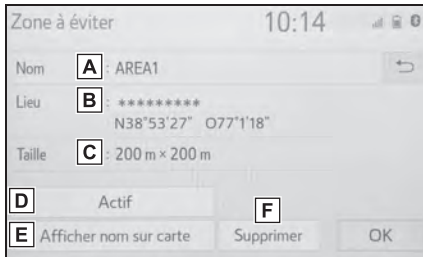 Zone à éviter 10:14
Nom A : AREA1
Lieu B : *********
N38°53'27" O77°1'18"
Taille C : 200 m × 200 m
D Actif F
E Afficher nom sur carte Supprimer OK